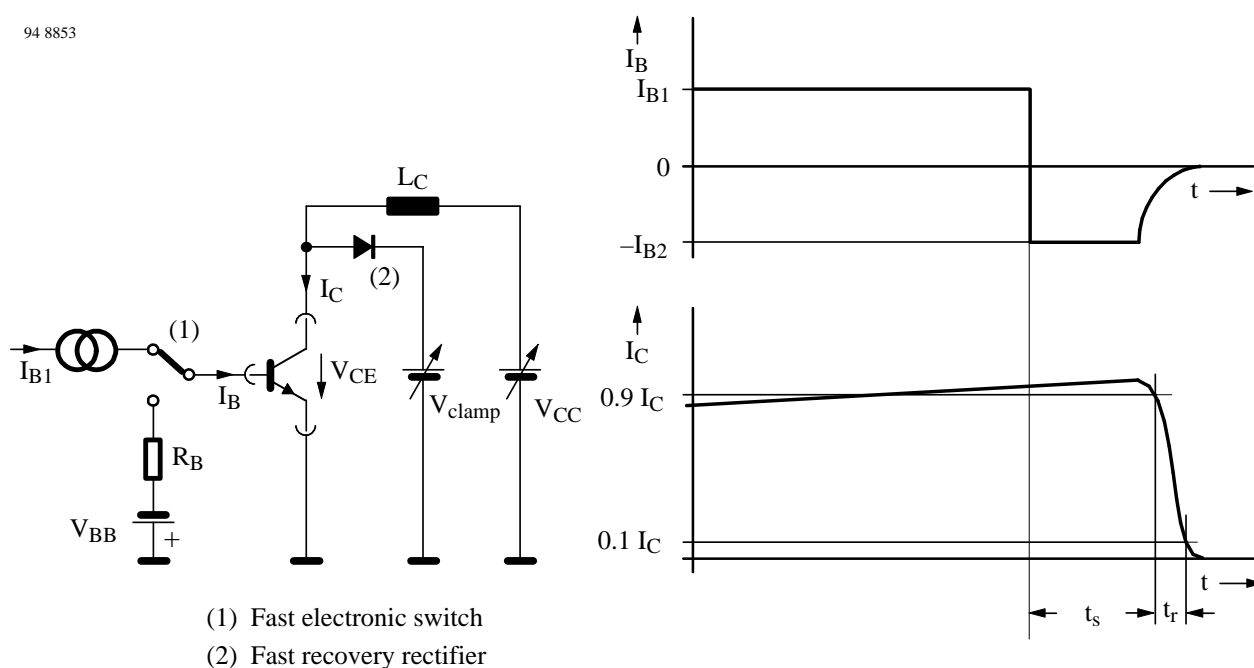 94 8853
L_C
(2)
I_C
(1)
I_B1
I_B
V_CE
V_clamp
V_CC
R_B
V_BB
+
(1) Fast electronic switch
(2) Fast recovery rectifier
I_B
I_B1
0
t
–I_B2
I_C
0.9 I_C
0.1 I_C
t
t_s
t_r